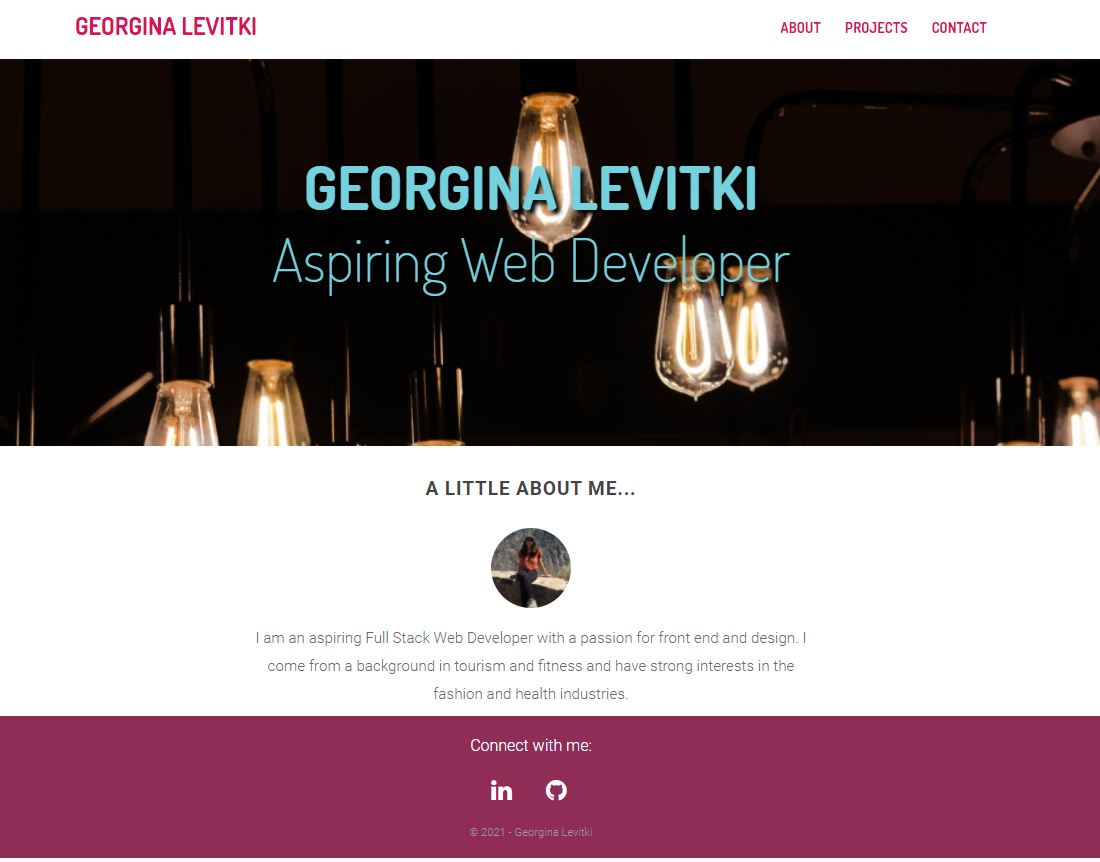 GEORGINA LEVITKI
ABOUT PROJECTS CONTACT
GEORGINA LEVITKI
Aspiring Web Developer
A LITTLE ABOUT ME...
I am an aspiring Full Stack Web Developer with a passion for front end and design. I
come from a background in tourism and fitness and have strong interests in the
fashion and health industries.
Connect with me:
in
© 2021 - Georgina Levitki